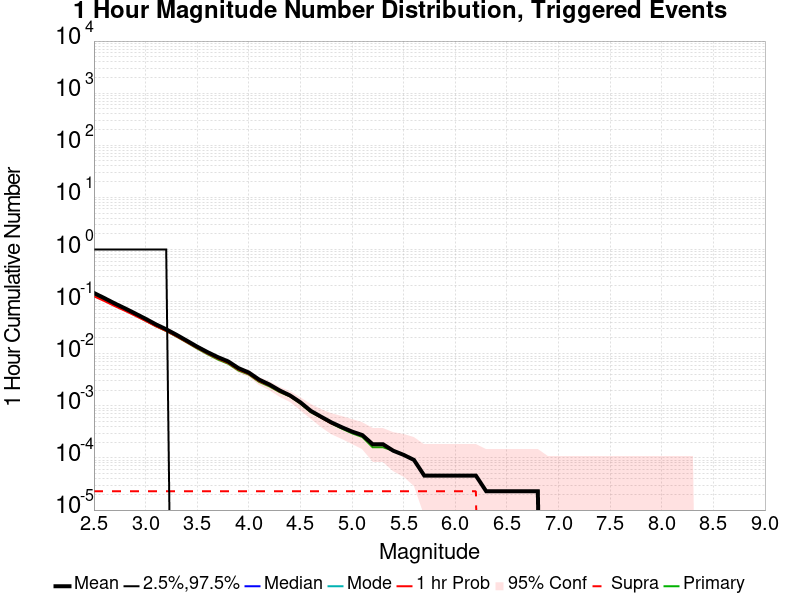 1 Hour Magnitude Number Distribution, Triggered Events
1 Hour Cumulative Number
10^4
10^3
10^2
10^1
10^0
10^-1
10^-2
10^-3
10^-4
10^-5
2.5 3.0 3.5 4.0 4.5 5.0 5.5 6.0 6.5 7.0 7.5 8.0 8.5 9.0
Magnitude
Mean 2.5%,97.5% Median Mode 1 hr Prob 95% Conf Supra Primary